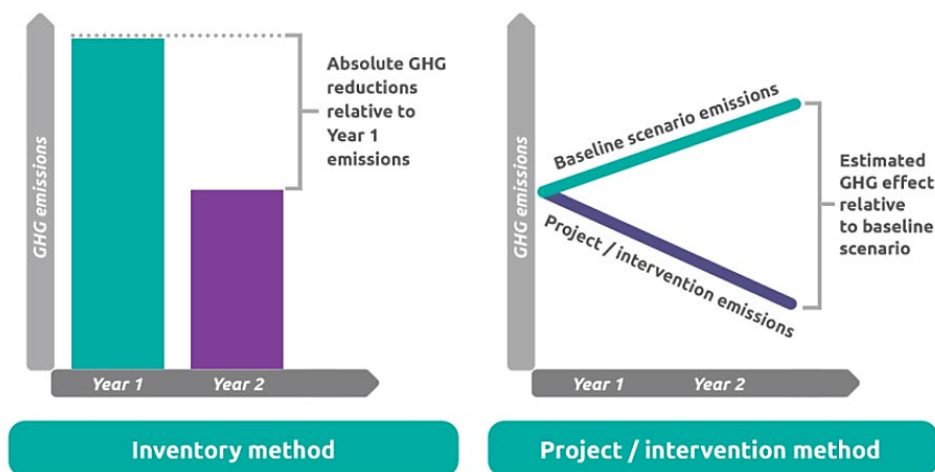 GHG emissions
Absolute GHG
reductions
relative to
Year 1
emissions
Year 1
Year 2
Inventory method
GHG emissions
Baseline scenario emissions
Project / intervention emissions
Estimated
GHG effect
relative
to baseline
scenario
Year 1
Year 2
Project / intervention method